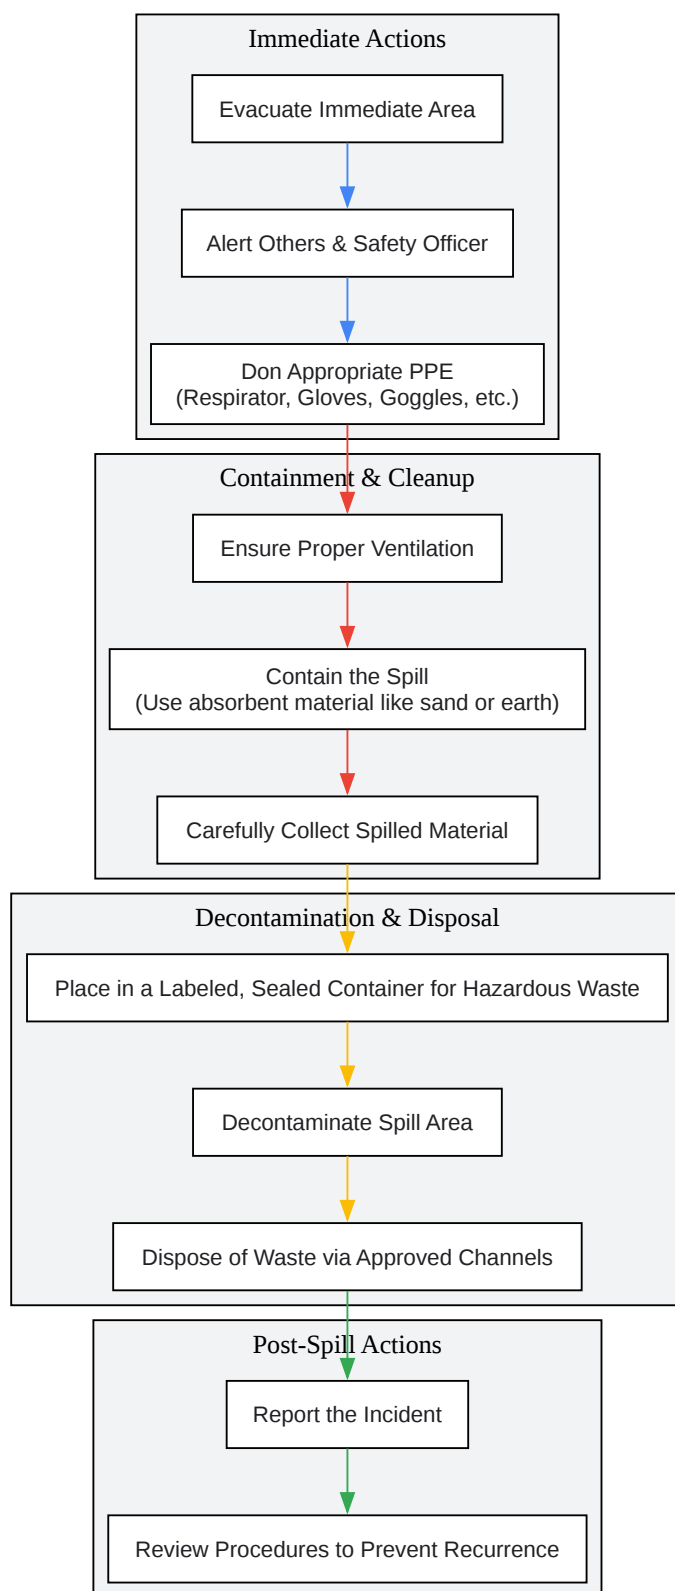 Immediate Actions
Evacuate Immediate Area
Alert Others & Safety Officer
Don Appropriate PPE
(Respirator, Gloves, Goggles, etc.)
Containment & Cleanup
Ensure Proper Ventilation
Contain the Spill
(Use absorbent material like sand or earth)
Carefully Collect Spilled Material
Decontamination & Disposal
Place in a Labeled, Sealed Container for Hazardous Waste
Decontaminate Spill Area
Dispose of Waste via Approved Channels
Post-Spill Actions
Report the Incident
Review Procedures to Prevent Recurrence